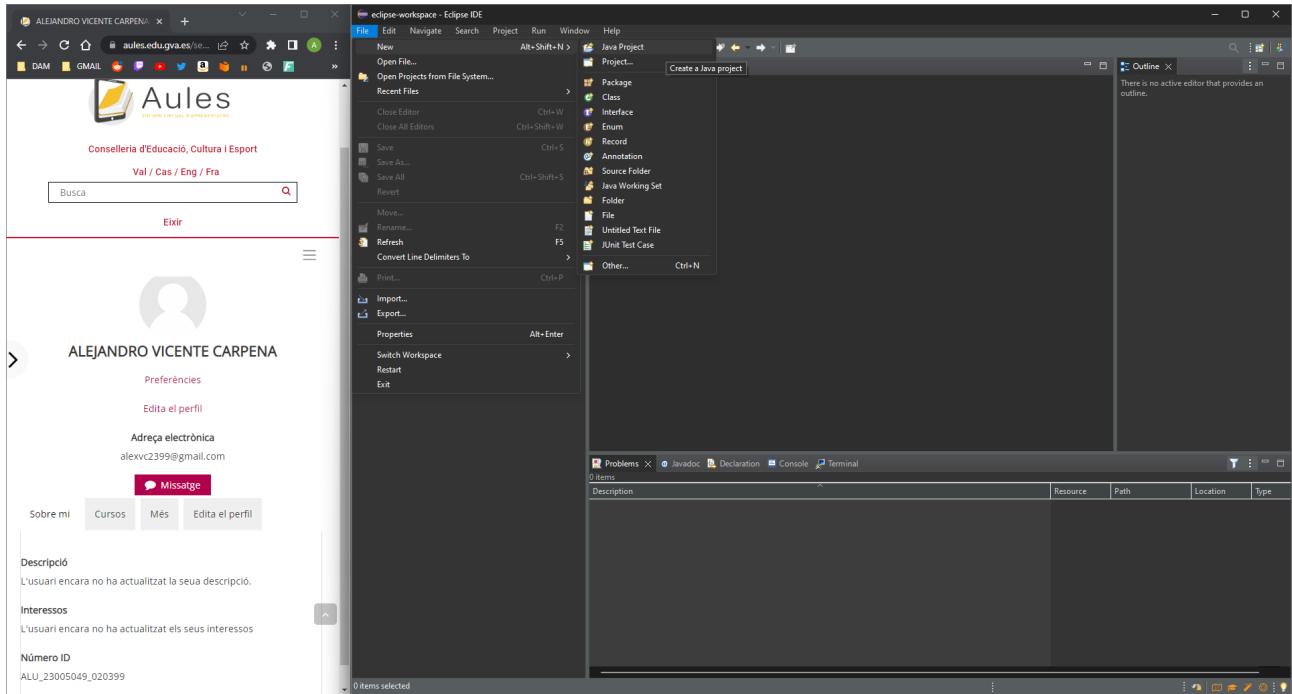 ALEJANDRO VICENTE CARPENA
aules.edu.gva.es/se...
A
DAM
GMAIL
Aules
ENTORN VIRTUAL D'APRENENTATGE
Conselleria d'Educació, Cultura i Esport
Val / Cas / Eng / Fra
Busca
Eixir
ALEJANDRO VICENTE CARPENA
Preferències
Edita el perfil
Adreça electrònica
alexvc2399@gmail.com
Missatge
Sobre mi Cursos Més Edita el perfil
Descripció
L'usuari encara no ha actualitzat la seua descripció.
Interessos
L'usuari encara no ha actualitzat els seus interessos
Número ID
ALU_23005049_020399
eclipse-workspace - Eclipse IDE
File Edit Navigate Search Project Run Window Help
New Alt+Shift+N >
Open File...
Open Projects from File System...
Recent Files >
Close Editor Ctrl+W
Close All Editors Ctrl+Shift+W
Save Ctrl+S
Save As...
Save All Ctrl+Shift+S
Revert
Move...
Rename... F2
Refresh F5
Convert Line Delimiters To >
Print... Ctrl+P
Import...
Export...
Properties Alt+Enter
Switch Workspace >
Restart
Exit
Java Project
Project...
Create a Java project
Package
Class
Interface
Enum
Record
Annotation
Source Folder
Java Working Set
Folder
File
Untitled Text File
JUnit Test Case
Other... Ctrl+N
Outline
There is no active editor that provides an
outline.
Problems Javadoc Declaration Console Terminal
0 items
Description Resource Path Location Type
0 items selected